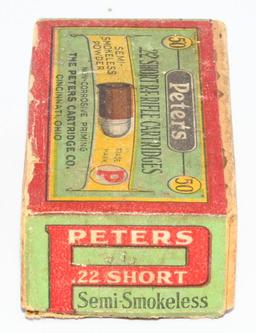 50
Peters
50
.22 SHORT R.F. RIFLE CARTRIDGES
SEMI-
SMOKELESS
POWDER
TRADE
MARK
P
NON-CORROSIVE PRIMING
THE PETERS CARTRIDGE CO.
CINCINNATI, OHIO
PETERS
.22 SHORT
Semi-Smokeless